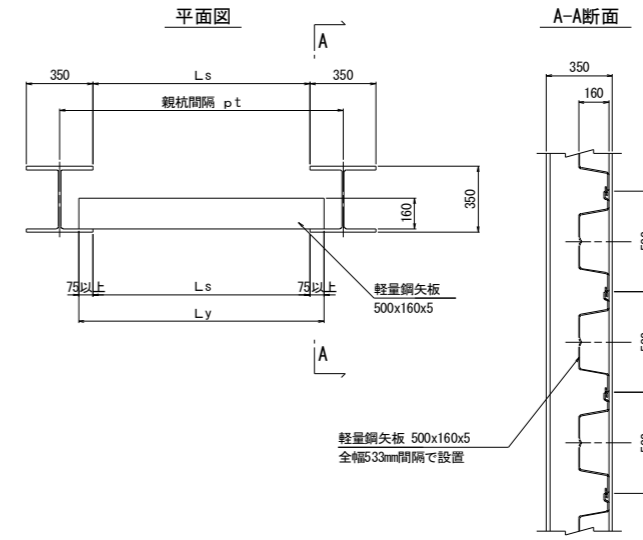 平面図
A-A断面
A
350
Ls
350
親杭間隔 pt
350
160
350
160
75以上
Ls
75以上
Ly
軽量鋼矢板
500x160x5
A
軽量鋼矢板 500x160x5
全幅533mm間隔で設置